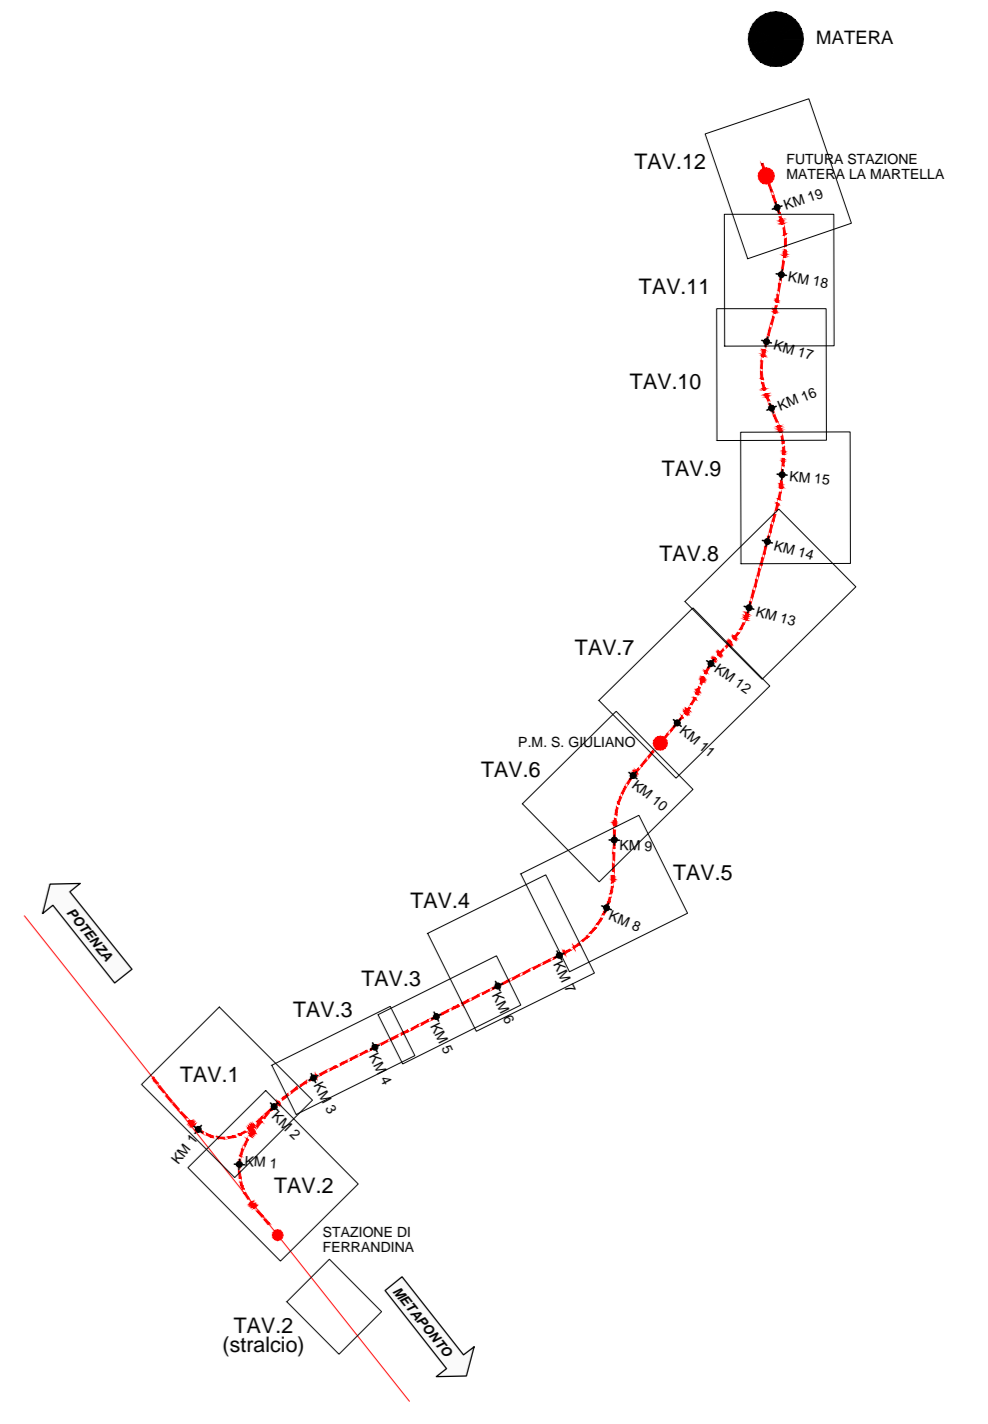 MATERA
TAV.12
FUTURA STAZIONE
MATERA LA MARTELLA
KM 19
TAV.11
KM 18
KM 17
TAV.10
KM 16
TAV.9
KM 15
TAV.8
KM 14
KM 13
TAV.7
KM 12
KM 11
P.M. S. GIULIANO
TAV.6
KM 10
KM 9
TAV.5
TAV.4
KM 8
POTENZA
KM 7
TAV.3
KM 6
TAV.3
KM 5
KM 4
TAV.1
KM 3
KM 2
KM 1
KM 1
TAV.2
STAZIONE DI
FERRANDINA
METAPONTO
TAV.2
(stralcio)